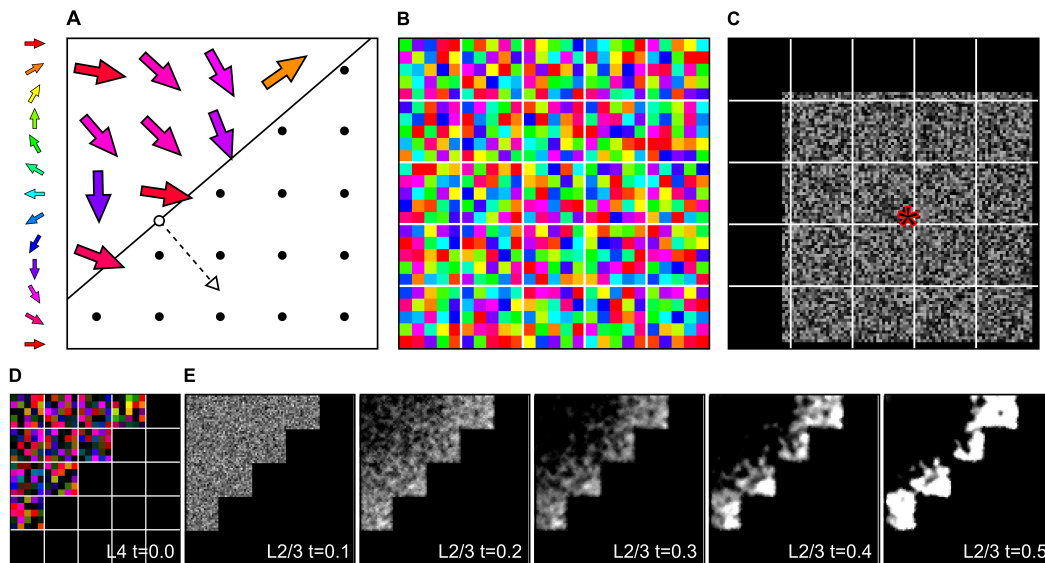 A
B
C
*
D
E
L4 t=0.0
L2/3 t=0.1
L2/3 t=0.2
L2/3 t=0.3
L2/3 t=0.4
L2/3 t=0.5